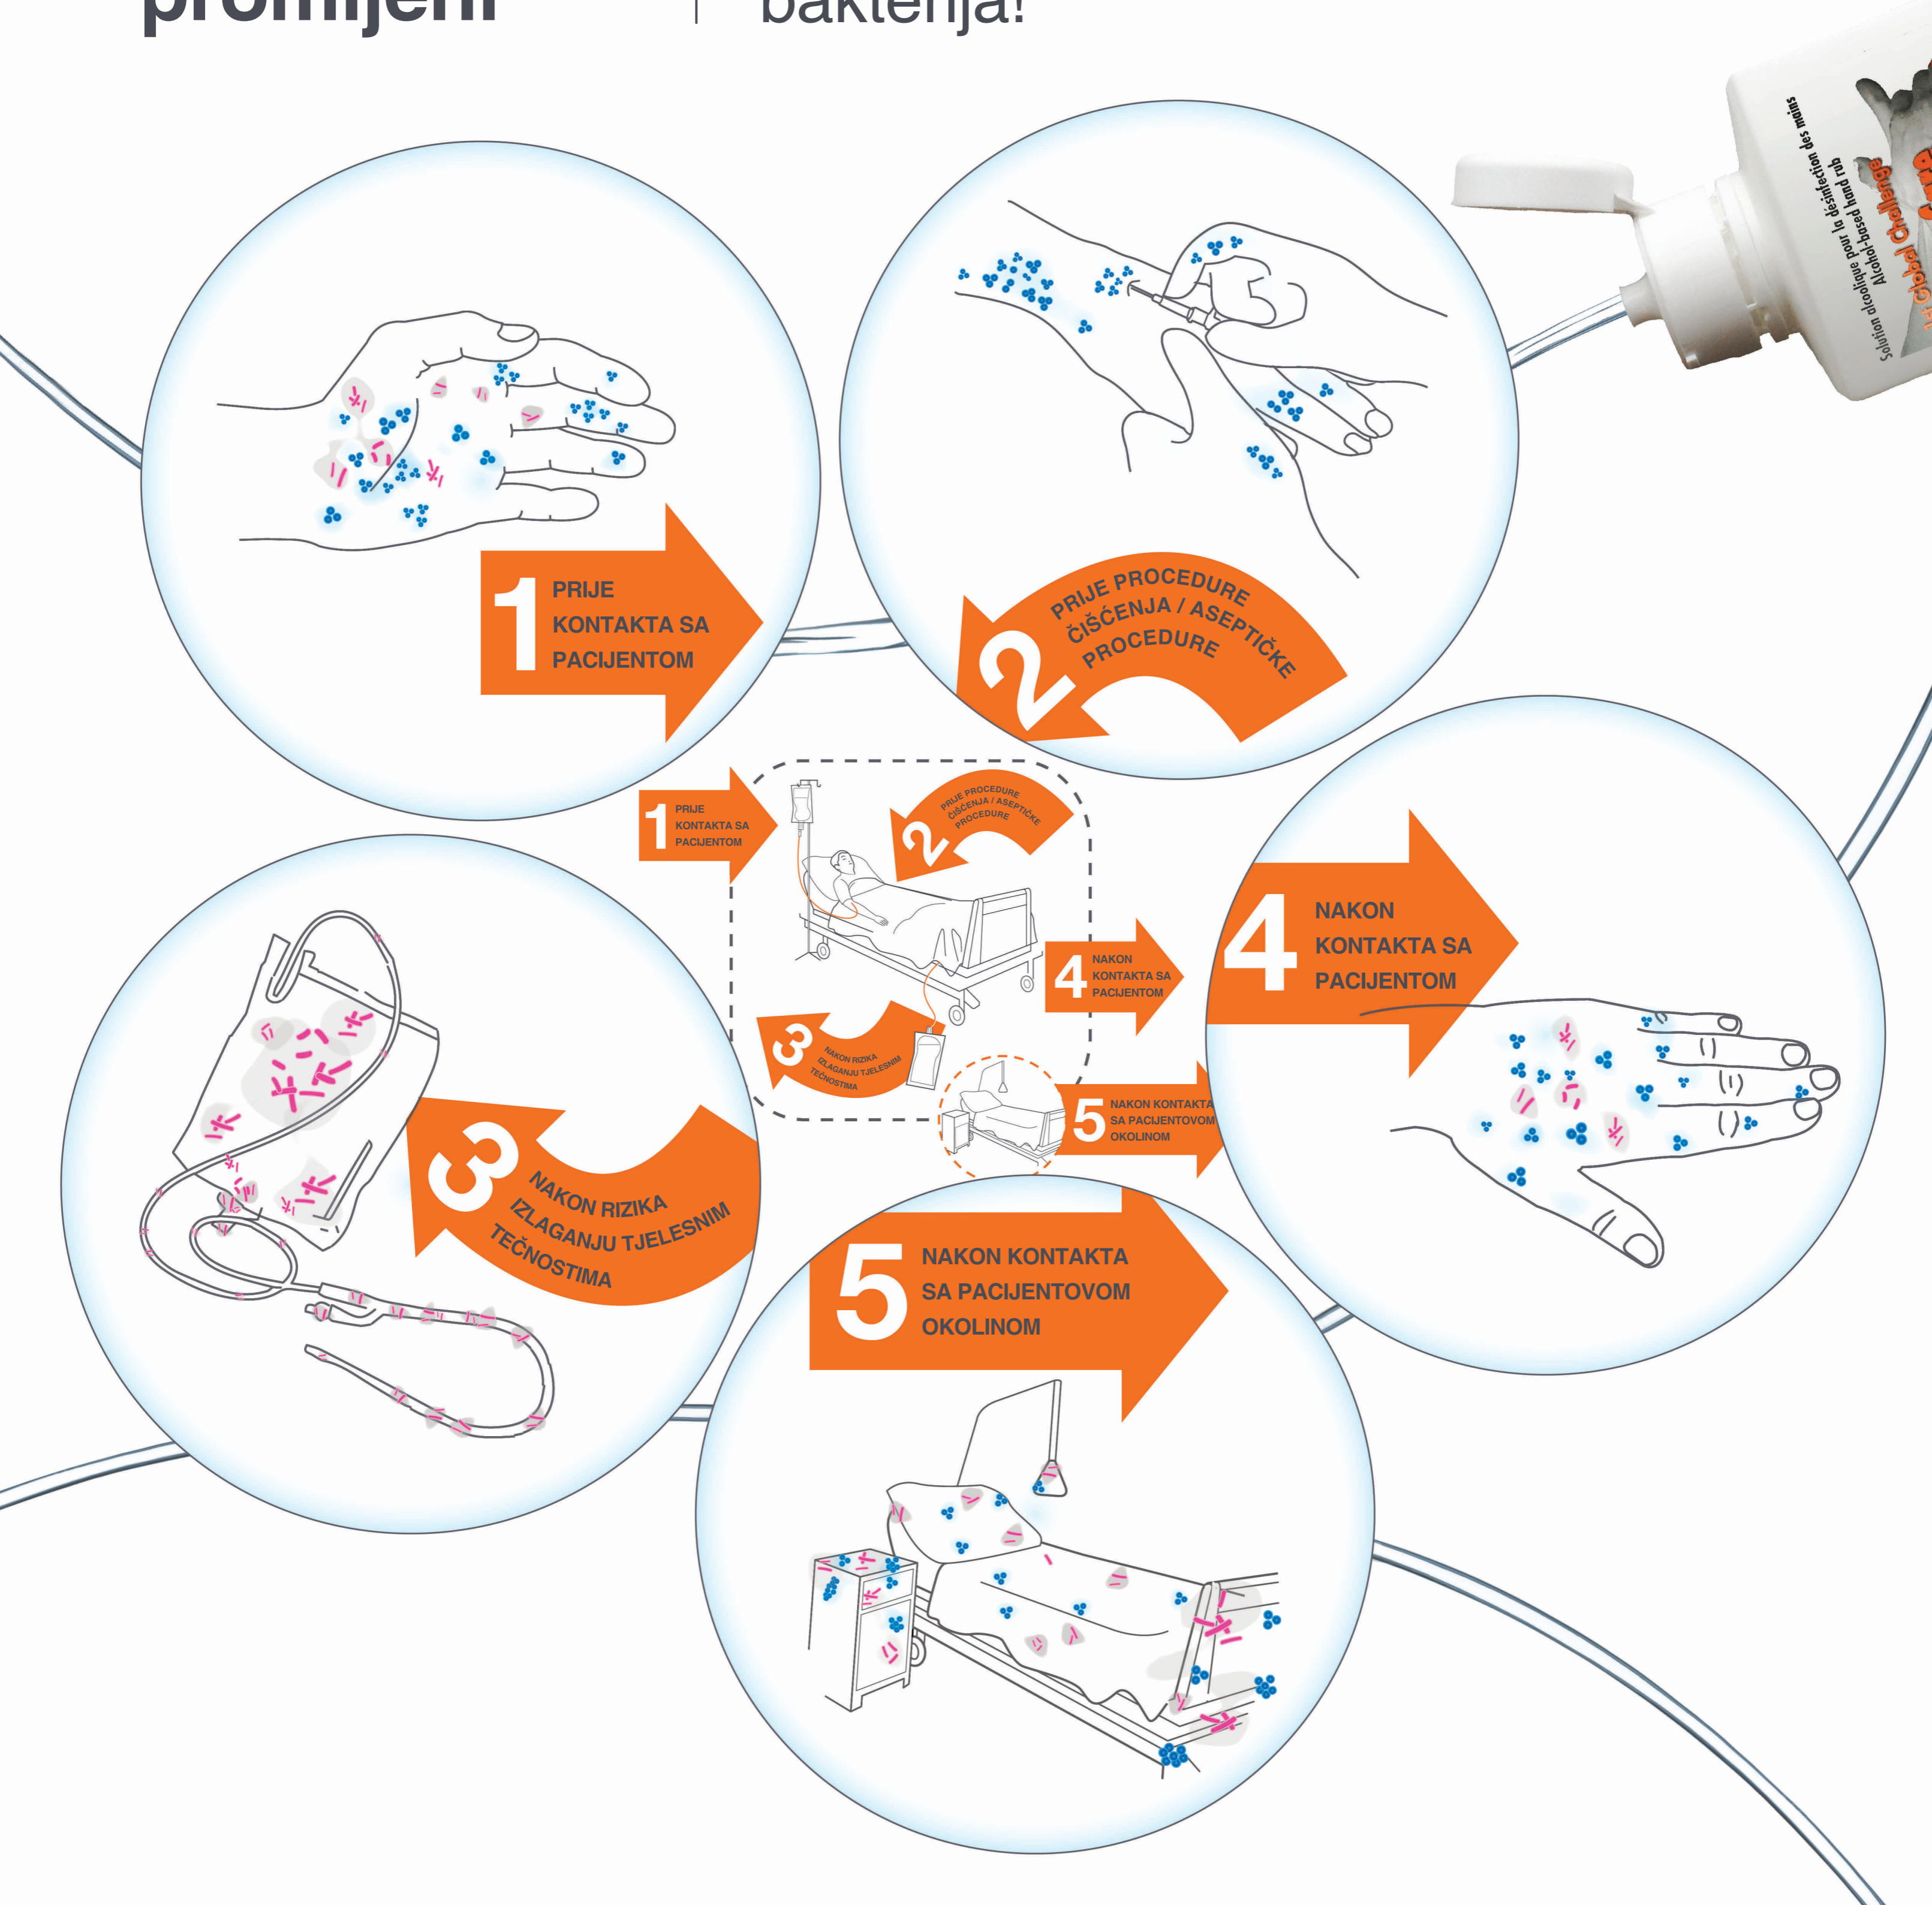 promijeni
bakterija!
Solution alcoolique pour la désinfection des mains
Alcohol-based hand rub
Global Challenge
1
PRIJE
KONTAKTA SA
PACIJENTOM
2
PRIJE PROCEDURE
ČIŠĆENJA / ASEPTIČKE
PROCEDURE
1
PRIJE
KONTAKTA SA
PACIJENTOM
2
PRIJE PROCEDURE
ČIŠĆENJA / ASEPTIČKE
PROCEDURE
4
NAKON
KONTAKTA SA
PACIJENTOM
4
NAKON
KONTAKTA SA
PACIJENTOM
3
NAKON RIZIKA
IZLAGANJU TJELESNIM
TEČNOSTIMA
5
NAKON KONTAKTA
SA PACIJENTOVOM
OKOLINOM
3
NAKON RIZIKA
IZLAGANJU TJELESNIM
TEČNOSTIMA
5
NAKON KONTAKTA
SA PACIJENTOVOM
OKOLINOM